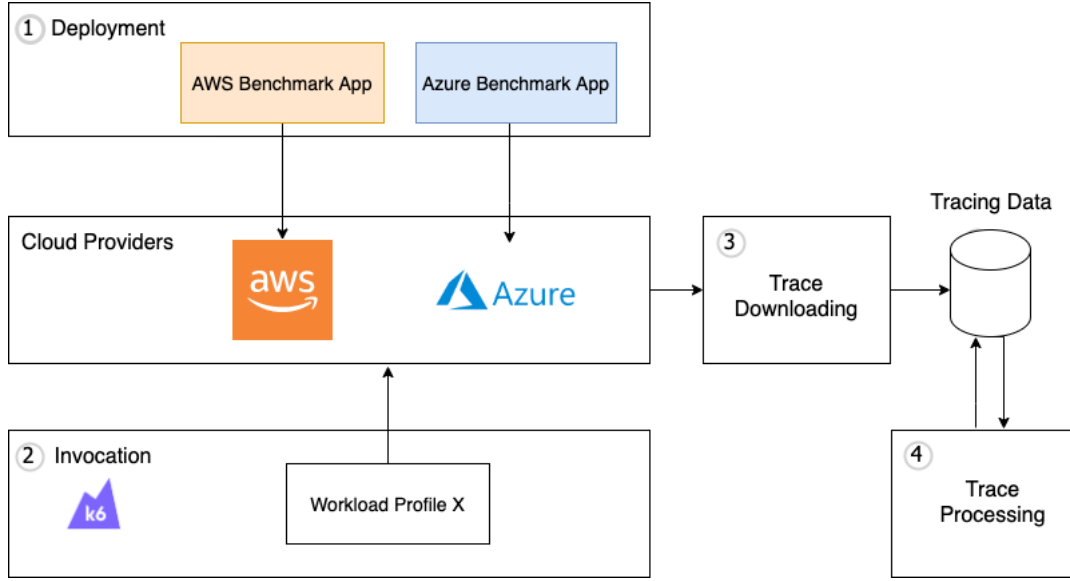 1 Deployment
AWS Benchmark App
Azure Benchmark App
Cloud Providers
aws
Azure
3
Trace
Downloading
Tracing Data
2 Invocation
k6
Workload Profile X
4
Trace
Processing